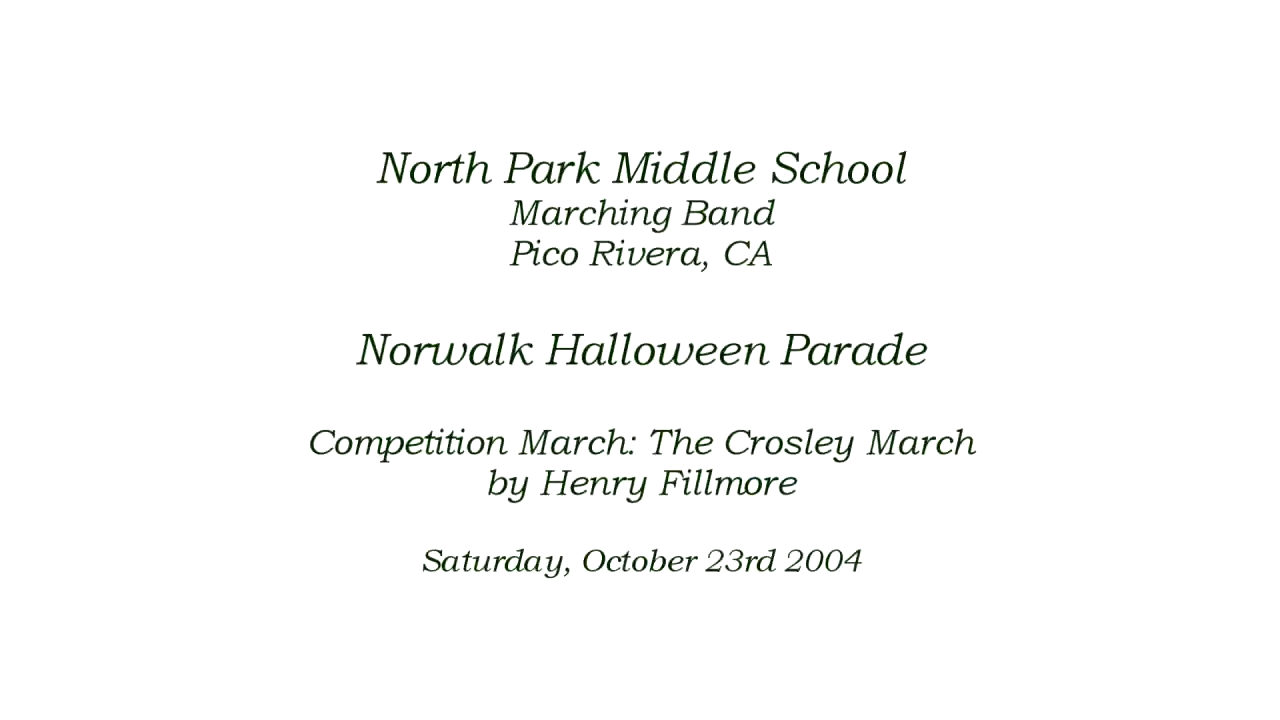 North Park Middle School
Marching Band
Pico Rivera, CA
Norwalk Halloween Parade
Competition March: The Crosley March
by Henry Fillmore
Saturday, October 23rd 2004